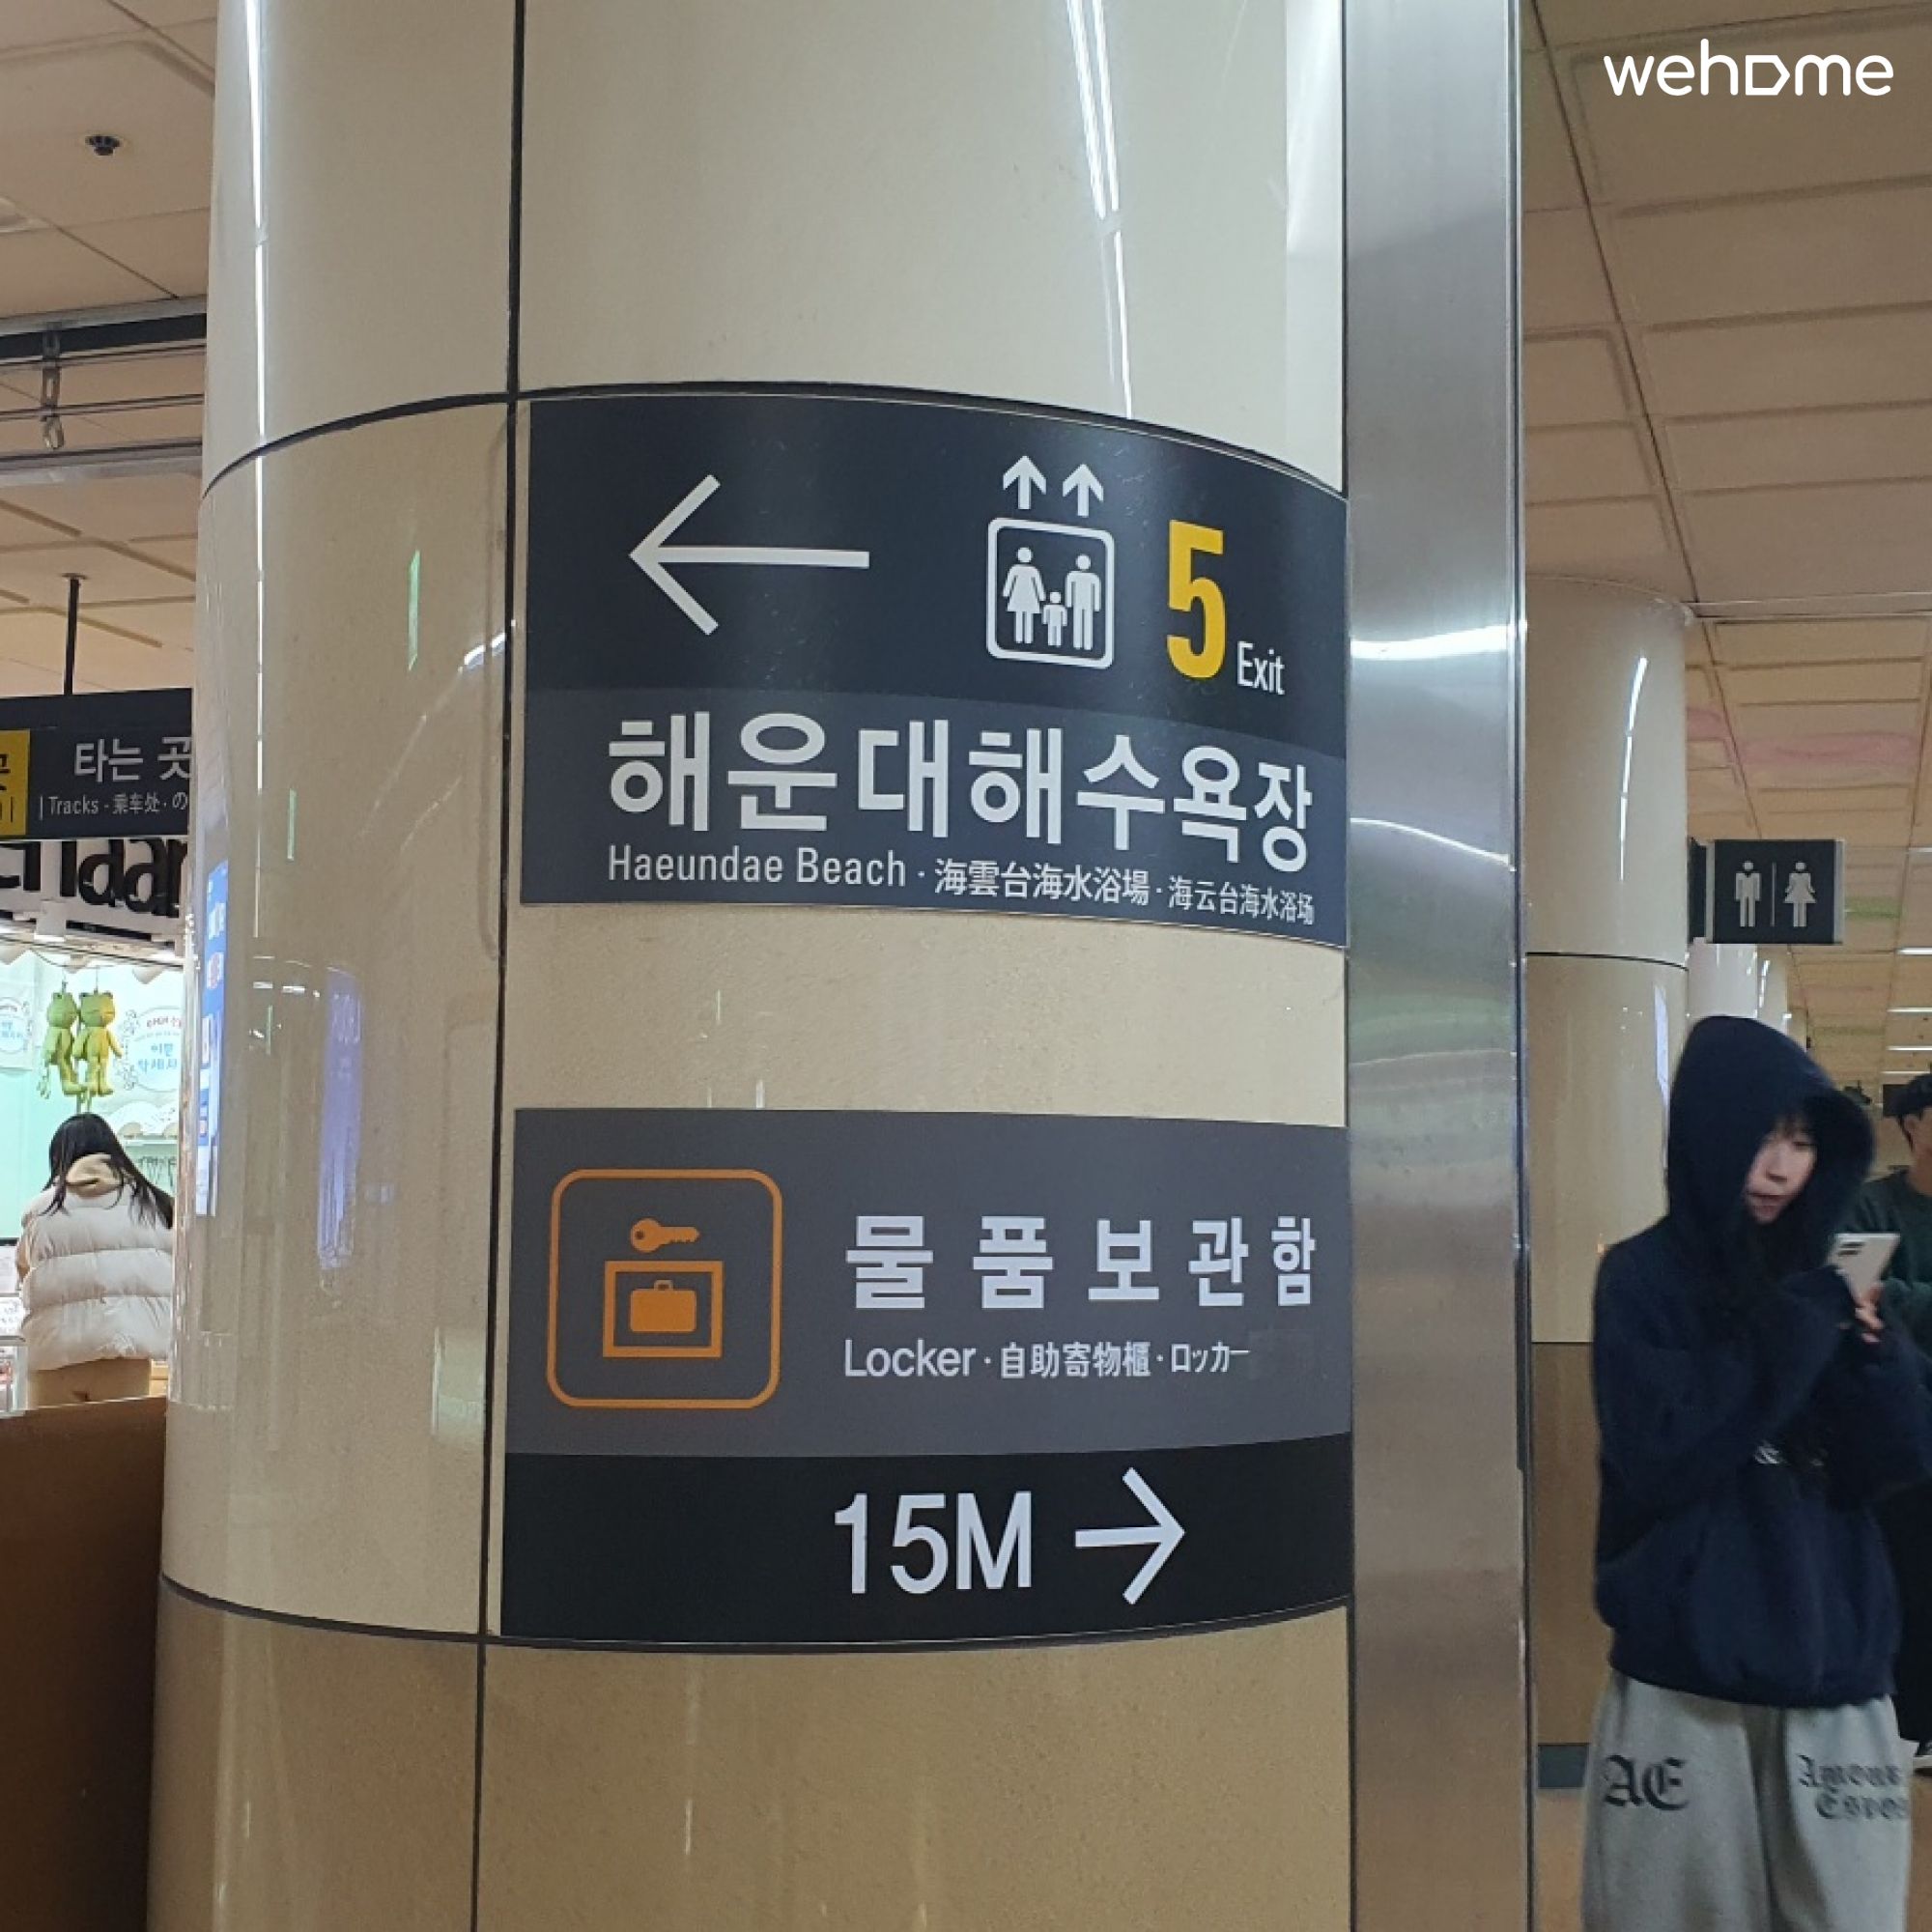 wehome
5 Exit
해운대해수욕장
Haeundae Beach · 海雲台海水浴場 · 海云台海水浴场
타는 곳
Tracks · 乘车处 · の
물품보관함
Locker · 自助寄物櫃 · ロッカー
15M
AE